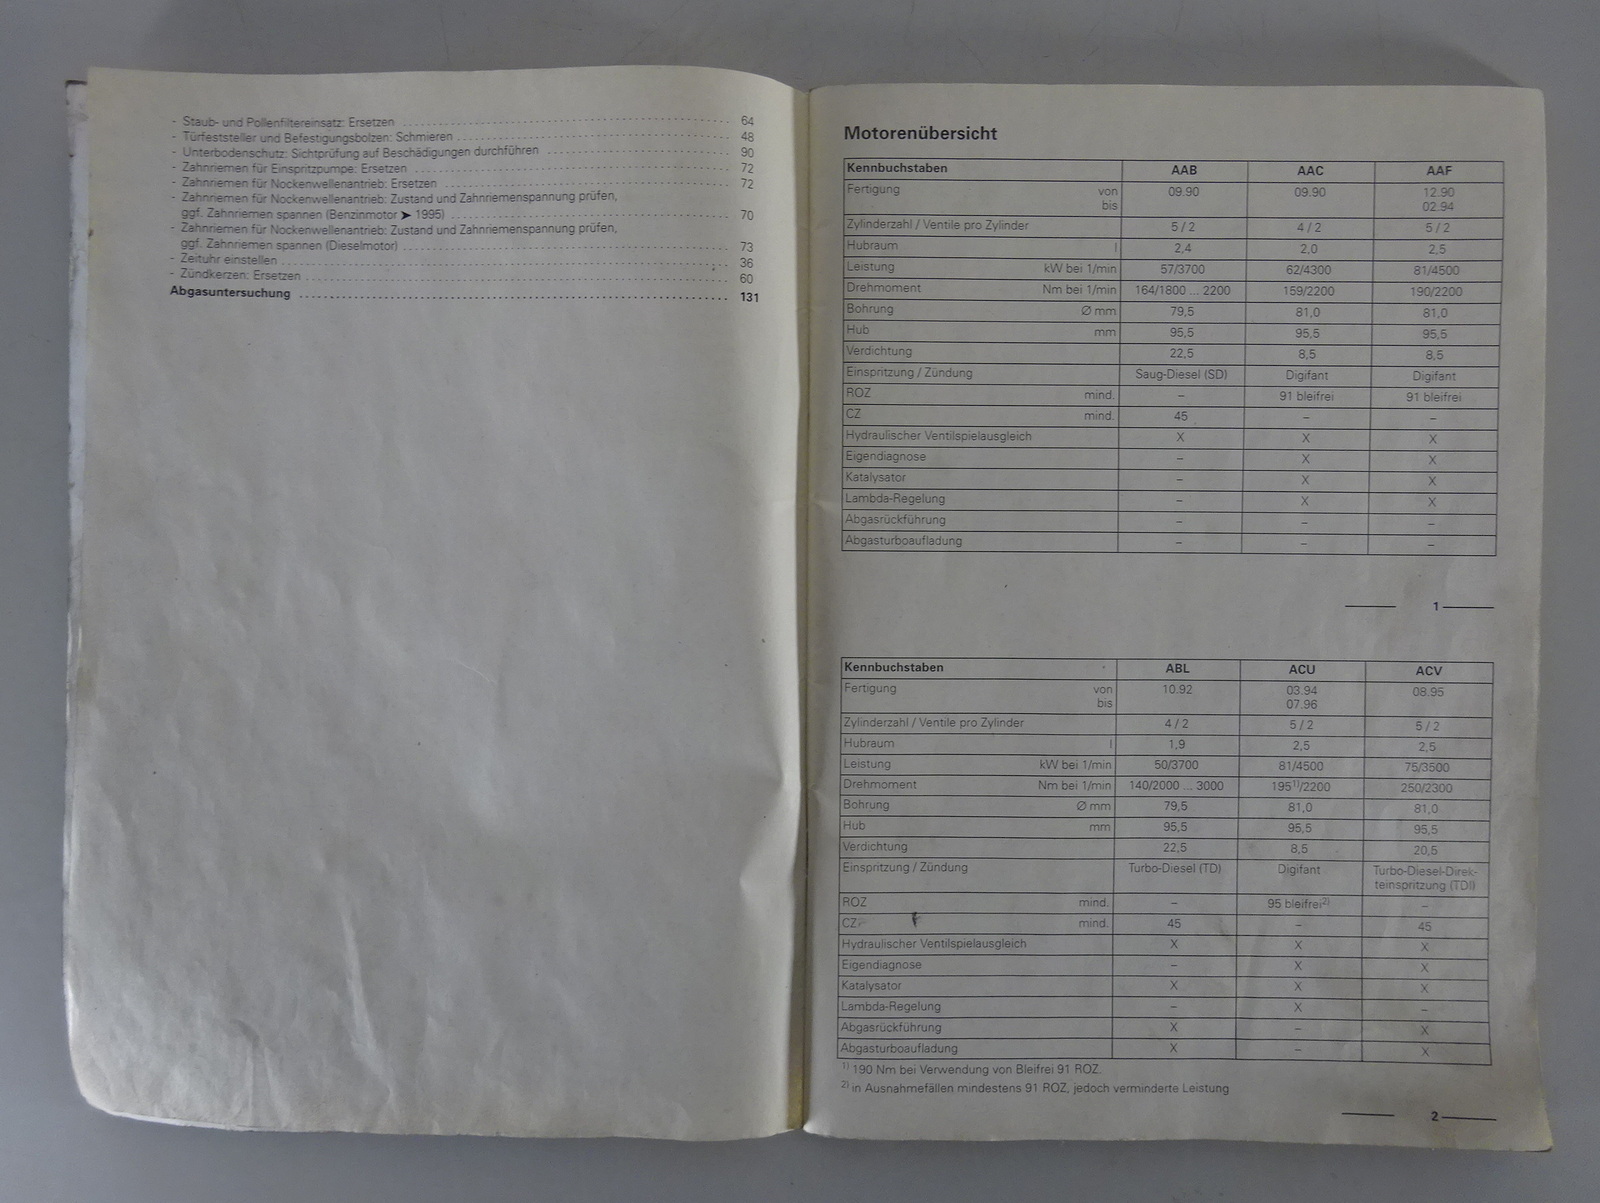 - Staub- und Pollenfiltereinsatz: Ersetzen 64
- Türfeststeller und Befestigungsbolzen: Schmieren 48
- Unterbodenschutz: Sichtprüfung auf Beschädigungen durchführen 90
- Zahnriemen für Einspritzpumpe: Ersetzen 72
- Zahnriemen für Nockenwellenantrieb: Ersetzen 72
- Zahnriemen für Nockenwellenantrieb: Zustand und Zahnriemenspannung prüfen,
ggf. Zahnriemen spannen (Benzinmotor ➤ 1995) 70
- Zahnriemen für Nockenwellenantrieb: Zustand und Zahnriemenspannung prüfen,
ggf. Zahnriemen spannen (Dieselmotor) 73
- Zeituhr einstellen 36
- Zündkerzen: Ersetzen 60
Abgasuntersuchung 131
Motorenübersicht
Kennbuchstaben AAB AAC AAF
Fertigung von 09.90 09.90 12.90
bis 02.94
Zylinderzahl / Ventile pro Zylinder 5 / 2 4 / 2 5 / 2
Hubraum l 2,4 2,0 2,5
Leistung kW bei 1/min 57/3700 62/4300 81/4500
Drehmoment Nm bei 1/min 164/1800 ... 2200 159/2200 190/2200
Bohrung Ø mm 79,5 81,0 81,0
Hub mm 95,5 95,5 95,5
Verdichtung 22,5 8,5 8,5
Einspritzung / Zündung Saug-Diesel (SD) Digifant Digifant
ROZ mind. – 91 bleifrei 91 bleifrei
CZ mind. 45 – –
Hydraulischer Ventilspielausgleich X X X
Eigendiagnose – X X
Katalysator – X X
Lambda-Regelung – X X
Abgasrückführung – – –
Abgasturboaufladung – – –
1
Kennbuchstaben ABL ACU ACV
Fertigung von 10.92 03.94 08.95
bis 07.96
Zylinderzahl / Ventile pro Zylinder 4 / 2 5 / 2 5 / 2
Hubraum l 1,9 2,5 2,5
Leistung kW bei 1/min 50/3700 81/4500 75/3500
Drehmoment Nm bei 1/min 140/2000 ... 3000 195¹⁾/2200 250/2300
Bohrung Ø mm 79,5 81,0 81,0
Hub mm 95,5 95,5 95,5
Verdichtung 22,5 8,5 20,5
Einspritzung / Zündung Turbo-Diesel (TD) Digifant Turbo-Diesel-Direk-
teinspritzung (TDI)
ROZ mind. – 95 bleifrei²⁾ –
CZ mind. 45 – 45
Hydraulischer Ventilspielausgleich X X X
Eigendiagnose – X X
Katalysator X X X
Lambda-Regelung – X –
Abgasrückführung X – X
Abgasturboaufladung X – X
¹⁾ 190 Nm bei Verwendung von Bleifrei 91 ROZ.
²⁾ in Ausnahmefällen mindestens 91 ROZ, jedoch verminderte Leistung
2